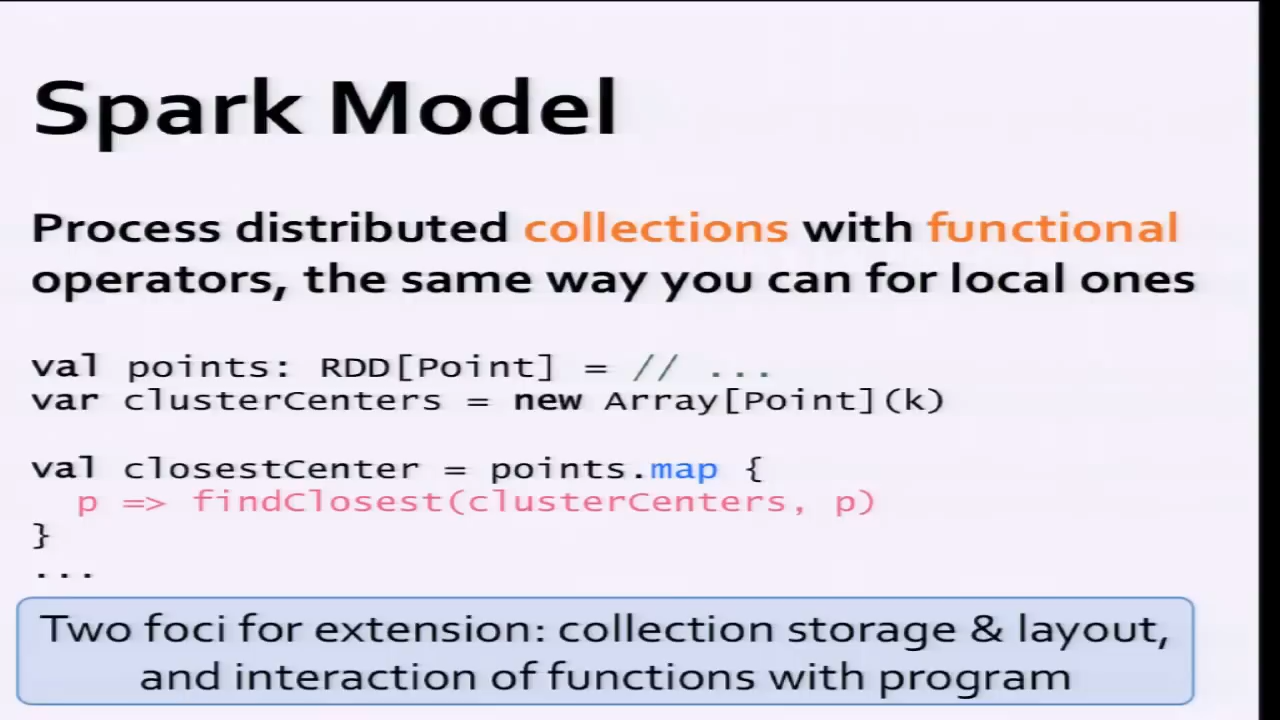 Spark Model
Process distributed collections with functional
operators, the same way you can for local ones
val points: RDD[Point] = // ...
var clusterCenters = new Array[Point](k)
val closestCenter = points.map {
p => findClosest(clusterCenters, p)
}
...
Two foci for extension: collection storage & layout,
and interaction of functions with program